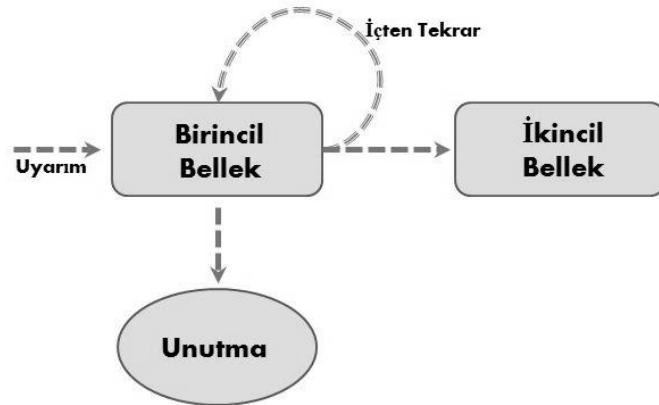 İçten Tekrar
Uyarım
Birincil
Bellek
İkincil
Bellek
Unutma